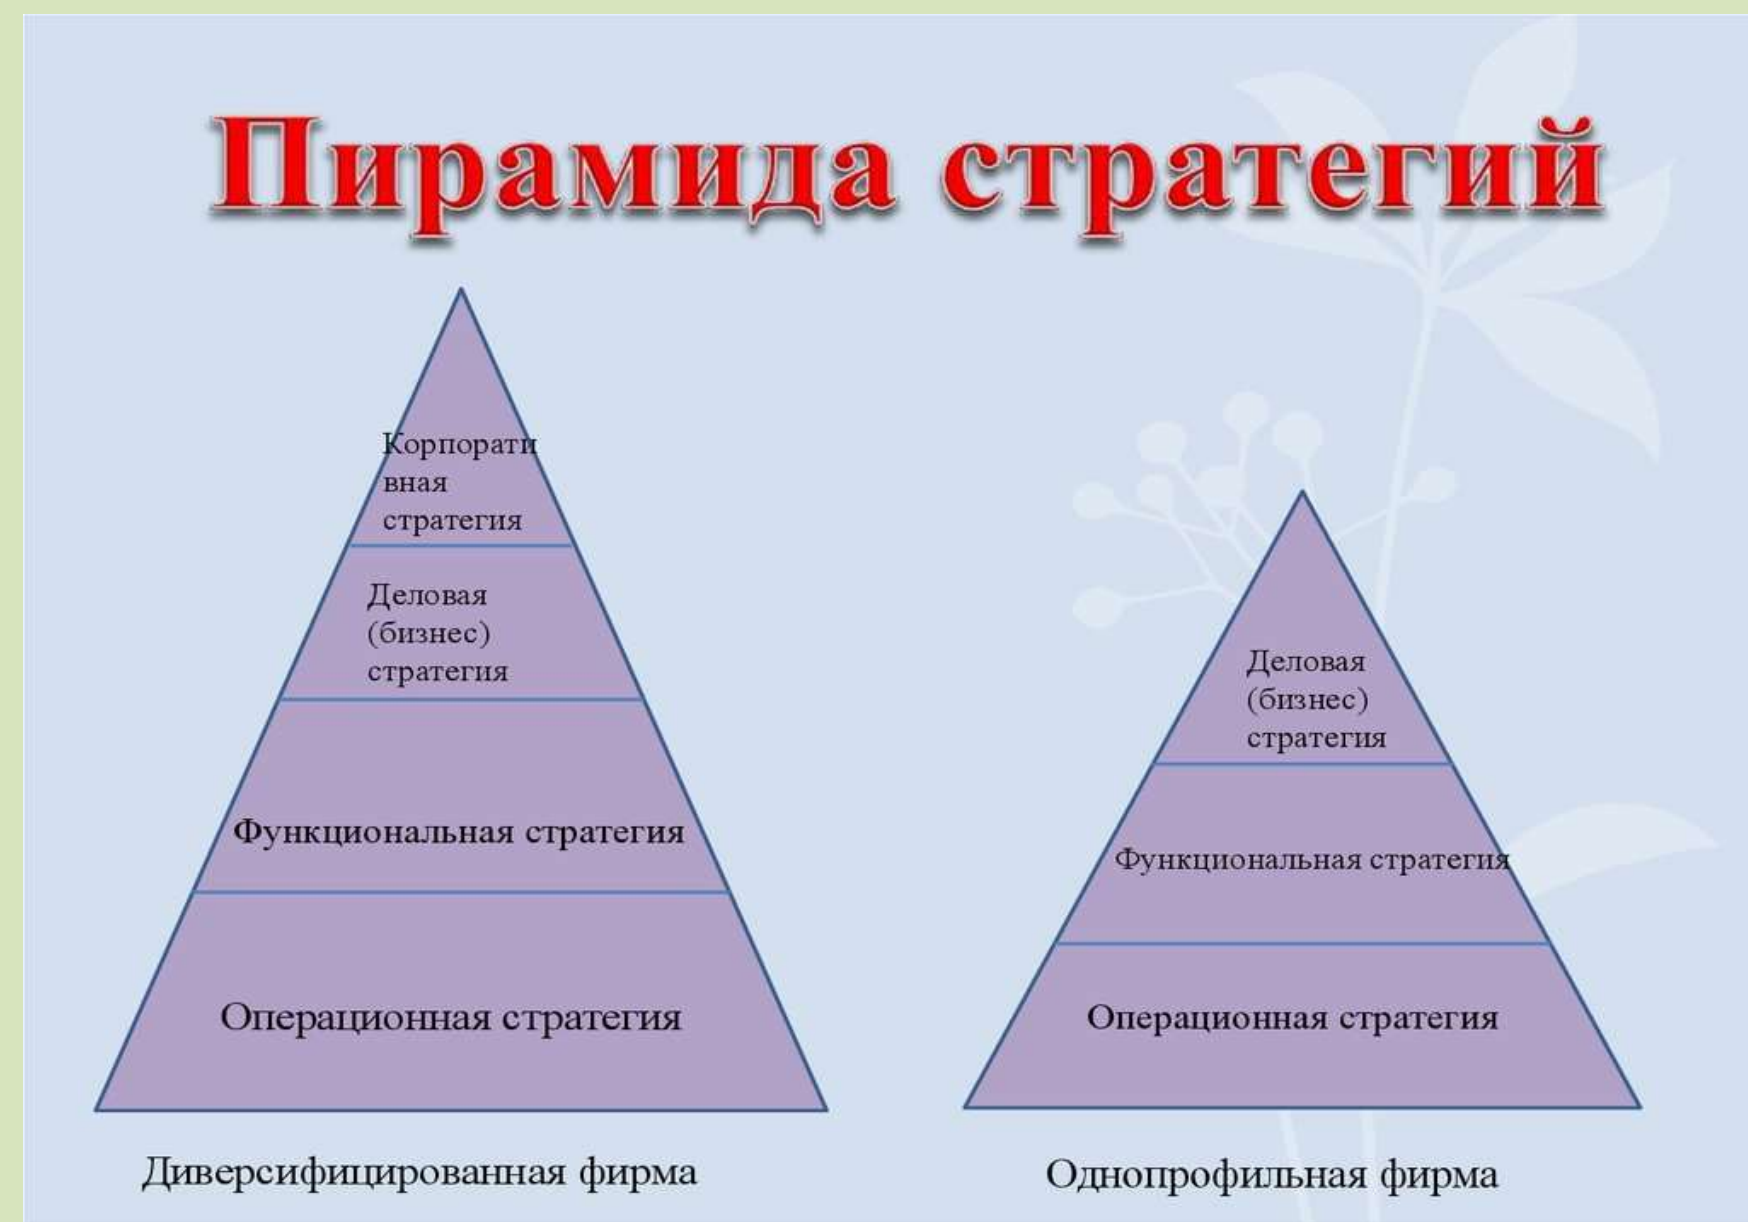 Пирамида стратегий
Корпорати
вная
стратегия
Деловая
(бизнес)
стратегия
Функциональная стратегия
Операционная стратегия
Диверсифицированная фирма
Деловая
(бизнес)
стратегия
Функциональная стратегия
Операционная стратегия
Однопрофильная фирма